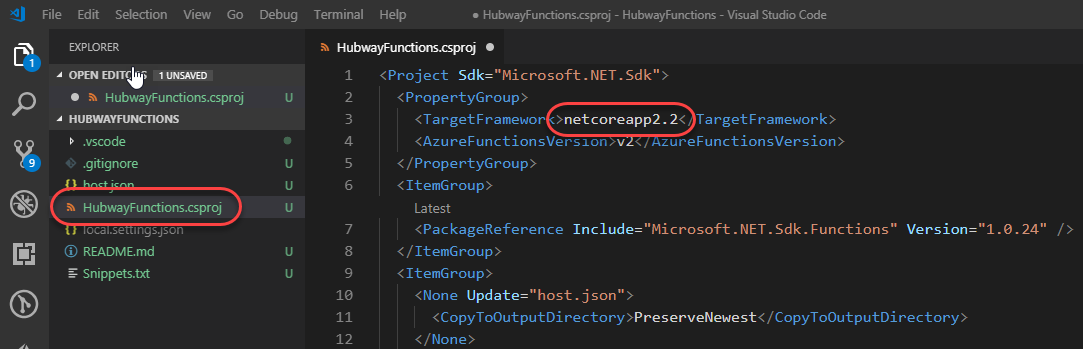 File Edit Selection View Go Debug Terminal Help ● HubwayFunctions.csproj - HubwayFunctions - Visual Studio Code
EXPLORER
OPEN EDITORS 1 UNSAVED
HubwayFunctions.csproj U
HUBWAYFUNCTIONS
.vscode
.gitignore U
{} host.json U
HubwayFunctions.csproj U
{} local.settings.json
README.md U
Snippets.txt U
1
9
HubwayFunctions.csproj ●
1 <Project Sdk="Microsoft.NET.Sdk">
2 <PropertyGroup>
3 <TargetFramework>netcoreapp2.2</TargetFramework>
4 <AzureFunctionsVersion>v2</AzureFunctionsVersion>
5 </PropertyGroup>
6 <ItemGroup>
Latest
7 <PackageReference Include="Microsoft.NET.Sdk.Functions" Version="1.0.24" />
8 </ItemGroup>
9 <ItemGroup>
10 <None Update="host.json">
11 <CopyToOutputDirectory>PreserveNewest</CopyToOutputDirectory>
12 </None>